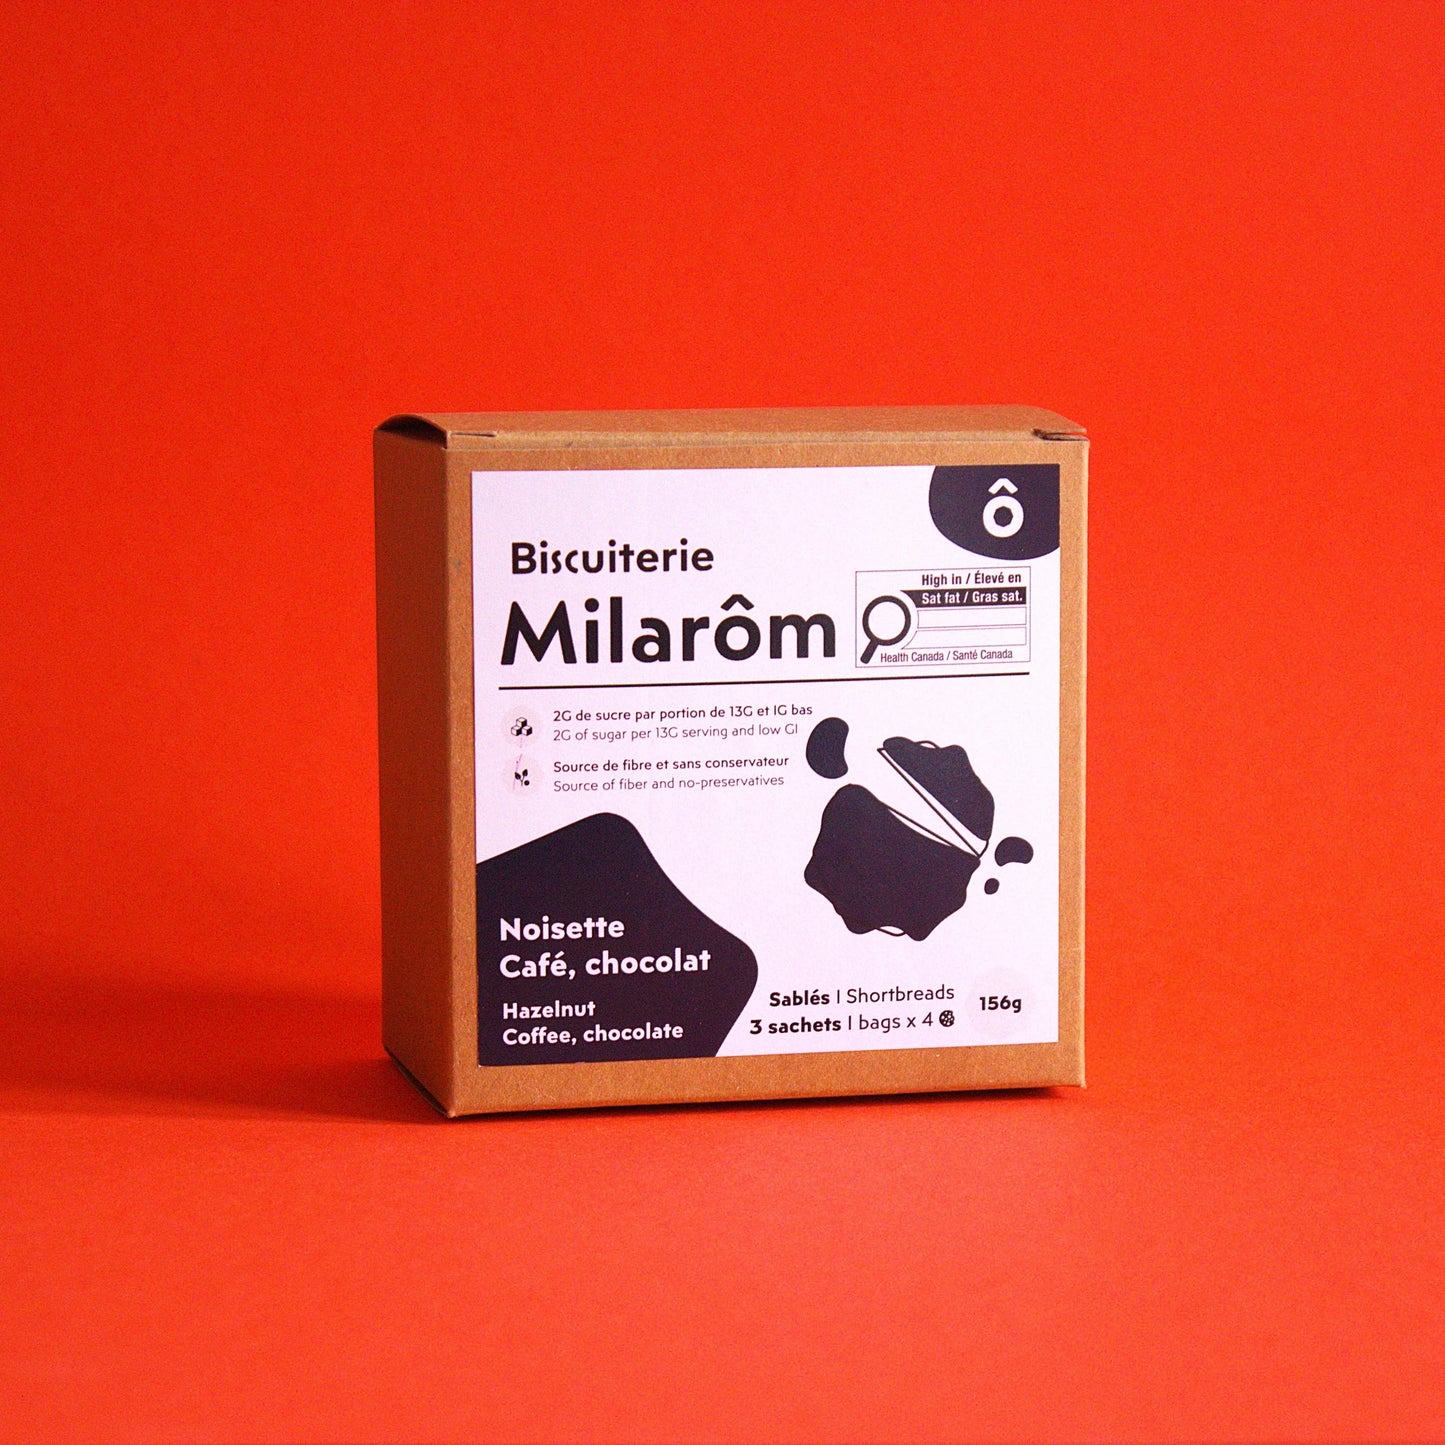 ô
Biscuiterie
Milarôm
High in / Élevé en
Sat fat / Gras sat.
Health Canada / Santé Canada
2G de sucre par portion de 13G et IG bas
2G of sugar per 13G serving and low GI
Source de fibre et sans conservateur
Source of fiber and no-preservatives
Noisette
Café, chocolat
Hazelnut
Coffee, chocolate
Sablés | Shortbreads
3 sachets | bags x 4
156g